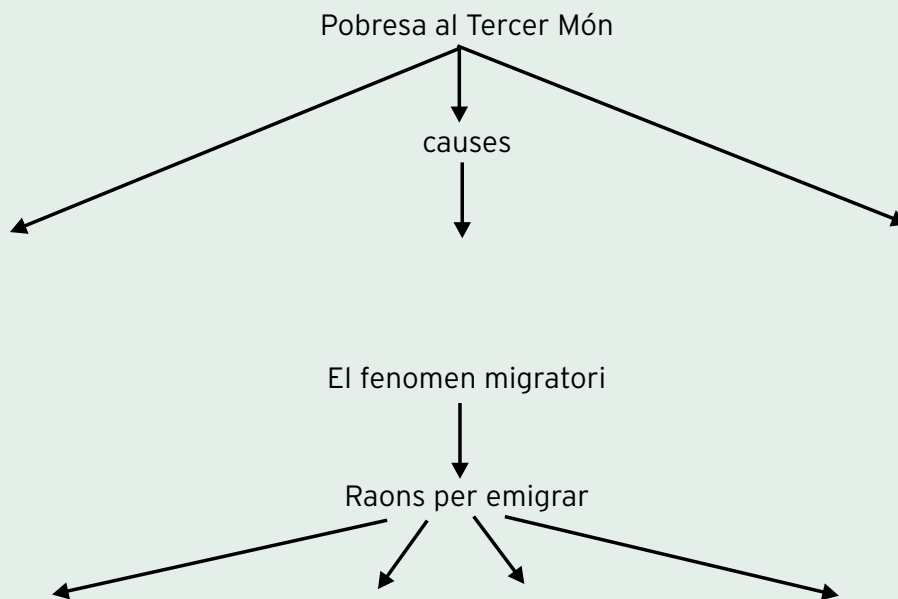 Pobresa al Tercer Món
causes
El fenomen migratori
Raons per emigrar